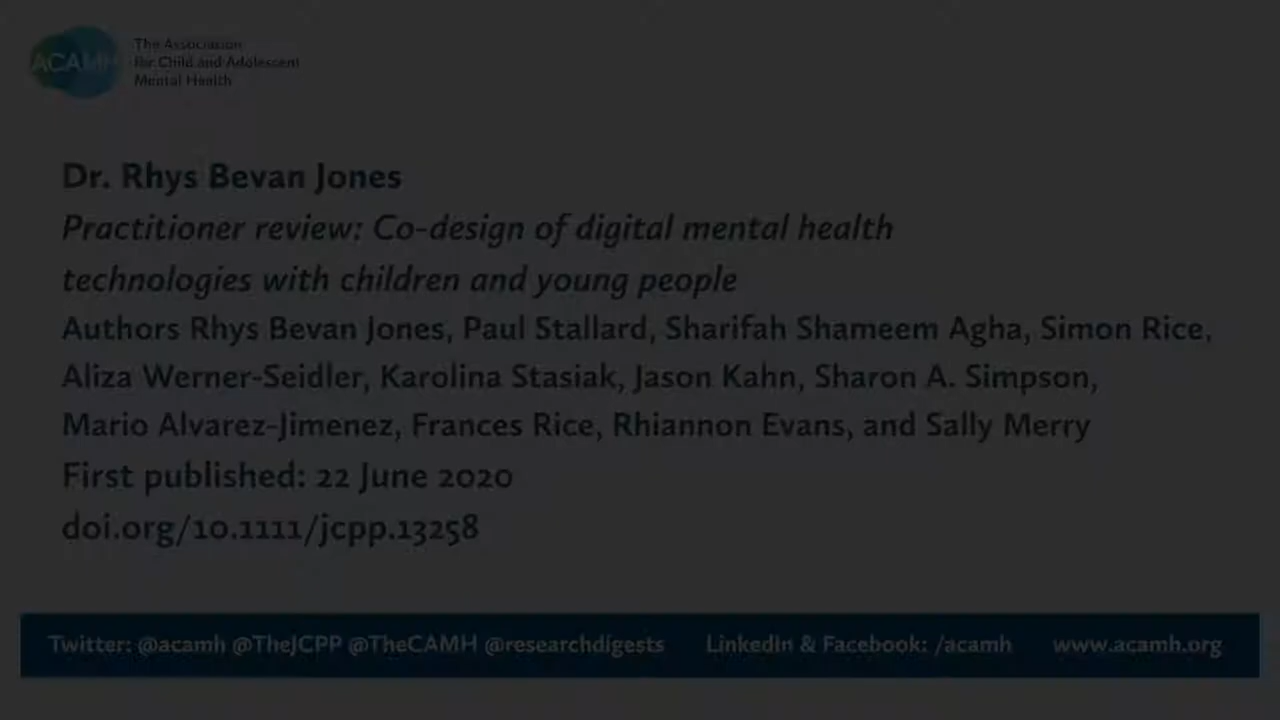 ACAMH
The Association
for Child and Adolescent
Mental Health
Dr. Rhys Bevan Jones
Practitioner review: Co-design of digital mental health
technologies with children and young people
Authors Rhys Bevan Jones, Paul Stallard, Sharifah Shameem Agha, Simon Rice,
Aliza Werner-Seidler, Karolina Stasiak, Jason Kahn, Sharon A. Simpson,
Mario Alvarez-Jimenez, Frances Rice, Rhiannon Evans, and Sally Merry
First published: 22 June 2020
doi.org/10.1111/jcpp.13258
Twitter: @acamh @TheJCPP @TheCAMH @researchdigests LinkedIn & Facebook: /acamh www.acamh.org